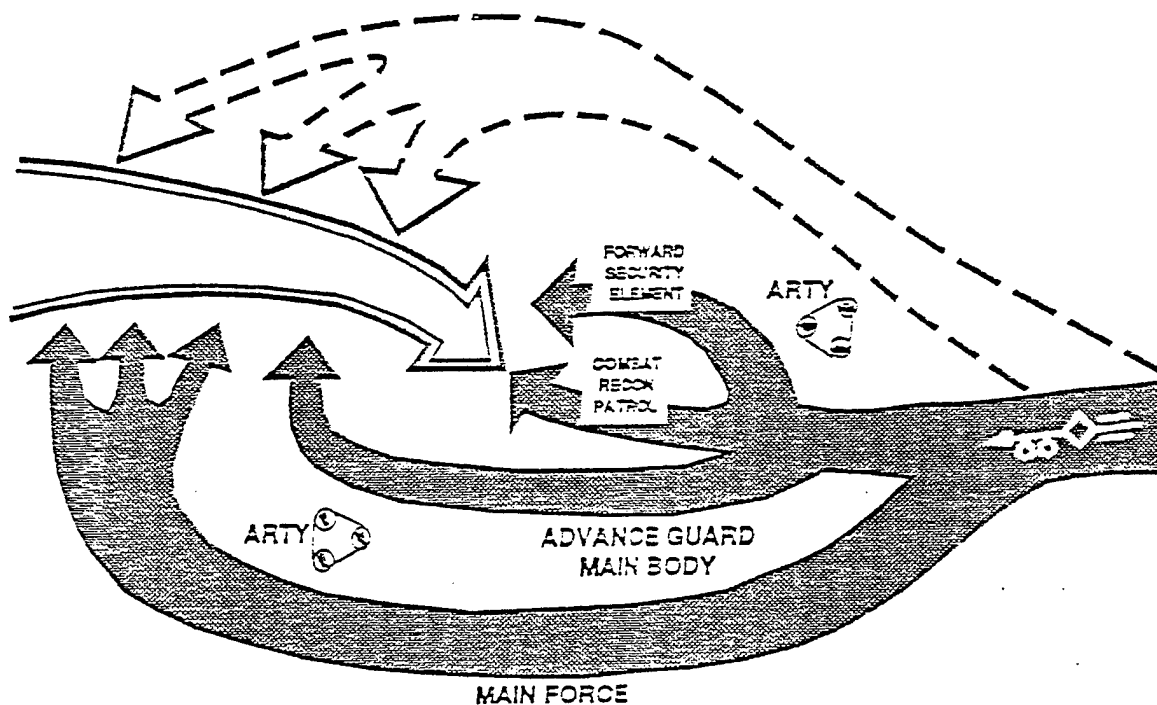 FORWARD
SECURITY
ELEMENT
ARTY
COMBAT
RECON
PATROL
ARTY
ADVANCE GUARD
MAIN BODY
MAIN FORCE